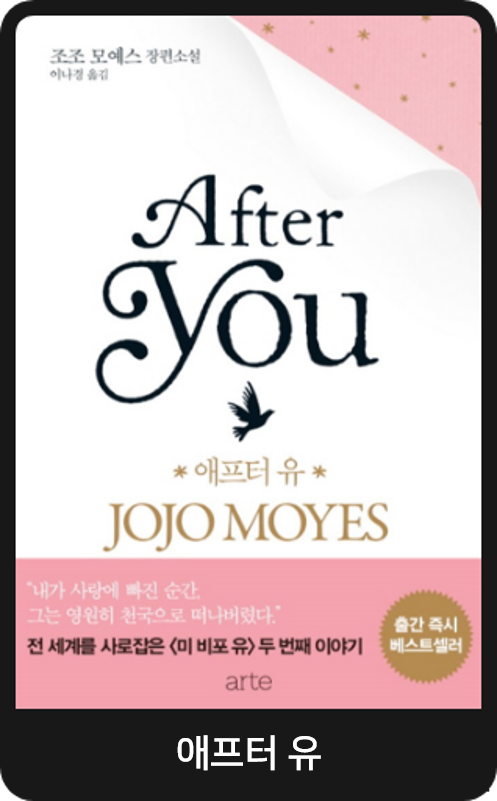 조조 모예스 장편소설
이나경 옮김
After
You
*애프터 유*
JOJO MOYES
“내가 사랑에 빠진 순간,
그는 영원히 천국으로 떠나버렸다.”
전 세계를 사로잡은 〈미 비포 유〉 두 번째 이야기
출간 즉시
베스트셀러
arte
애프터 유